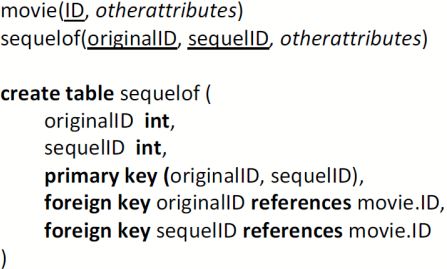 movie(ID, otherattributes)
sequelof(originalID, sequelID, otherattributes)
create table sequelof (
originalID int,
sequelID int,
primary key (originalID, sequelID),
foreign key originalID references movie.ID,
foreign key sequelID references movie.ID
)